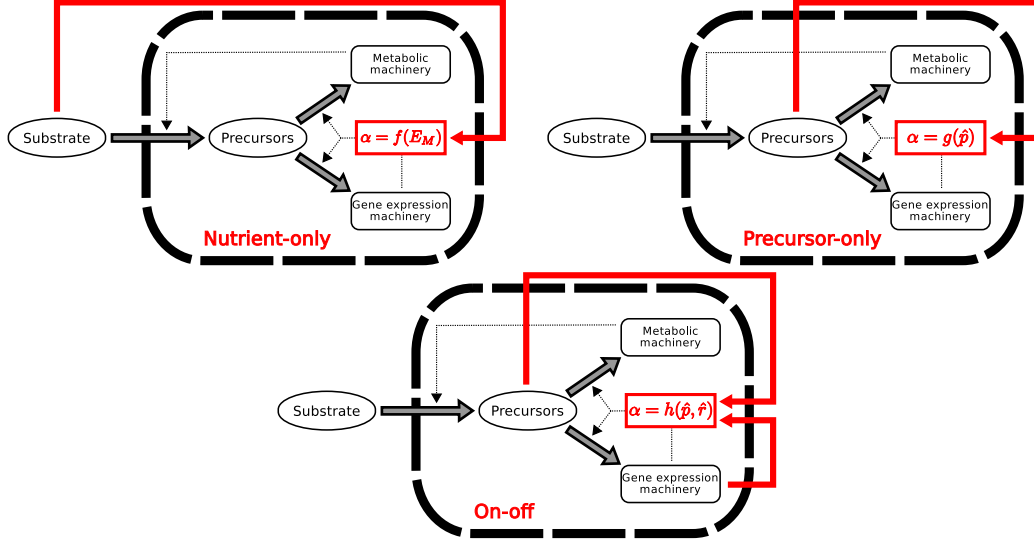 Metabolic
machinery
Substrate
Precursors
α = f(E_M)
Gene expression
machinery
Nutrient-only
Metabolic
machinery
Substrate
Precursors
α = g(p̂)
Gene expression
machinery
Precursor-only
Metabolic
machinery
Substrate
Precursors
α = h(p̂, r̂)
Gene expression
machinery
On-off